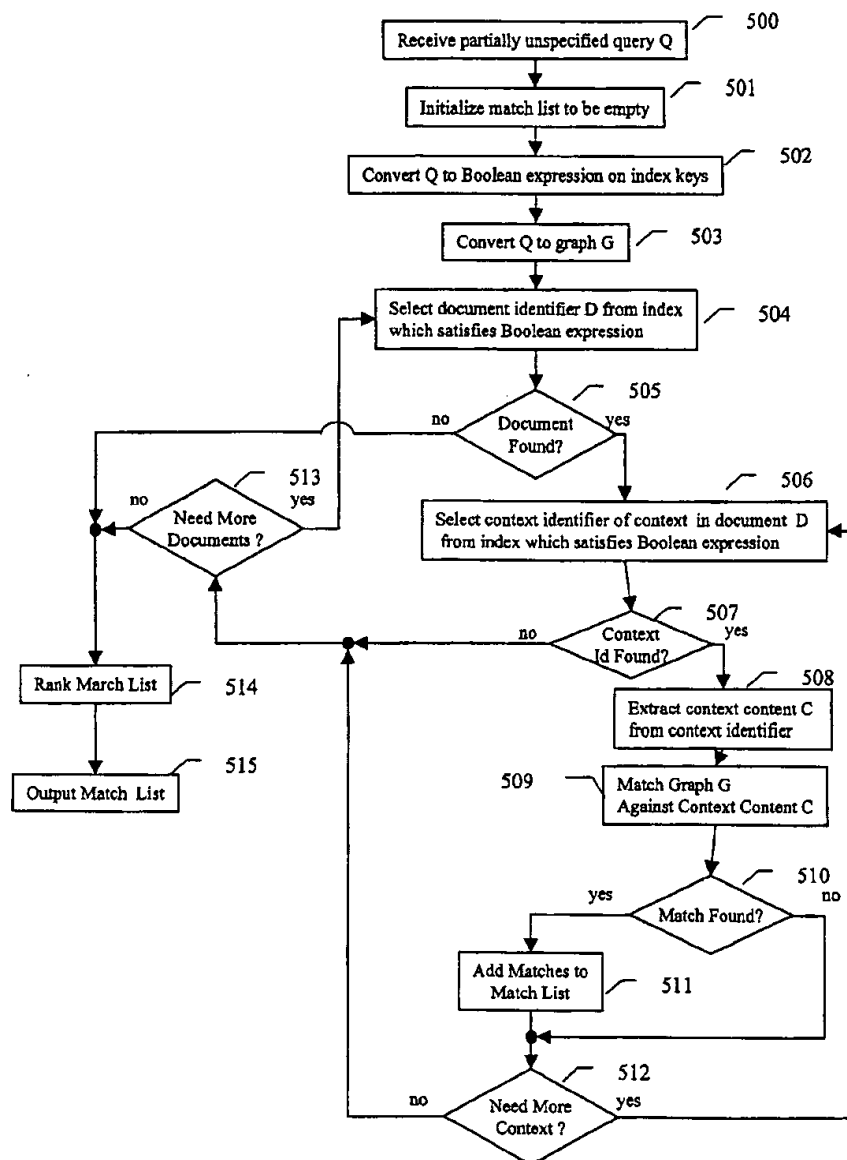 500
Receive partially unspecified query Q
501
Initialize match list to be empty
502
Convert Q to Boolean expression on index keys
503
Convert Q to graph G
Select document identifier D from index
which satisfies Boolean expression
504
505
no
Document
Found?
yes
513
no
Need More
Documents ?
yes
506
Select context identifier of context in document D
from index which satisfies Boolean expression
507
no
Context
Id Found?
yes
508
Rank March List
514
Extract context content C
from context identifier
515
Output Match List
509
Match Graph G
Against Context Content C
510
yes
Match Found?
no
Add Matches to
Match List
511
512
no
Need More
Context ?
yes